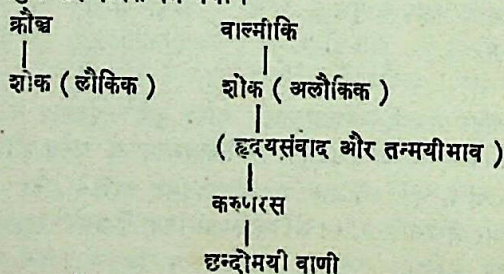 क्रौञ्च वाल्मीकि
शोक ( लौकिक ) शोक ( अलौकिक )
( हृदयसंवाद और तन्मयीभाव )
करुणरस
छन्दोमयी वाणी